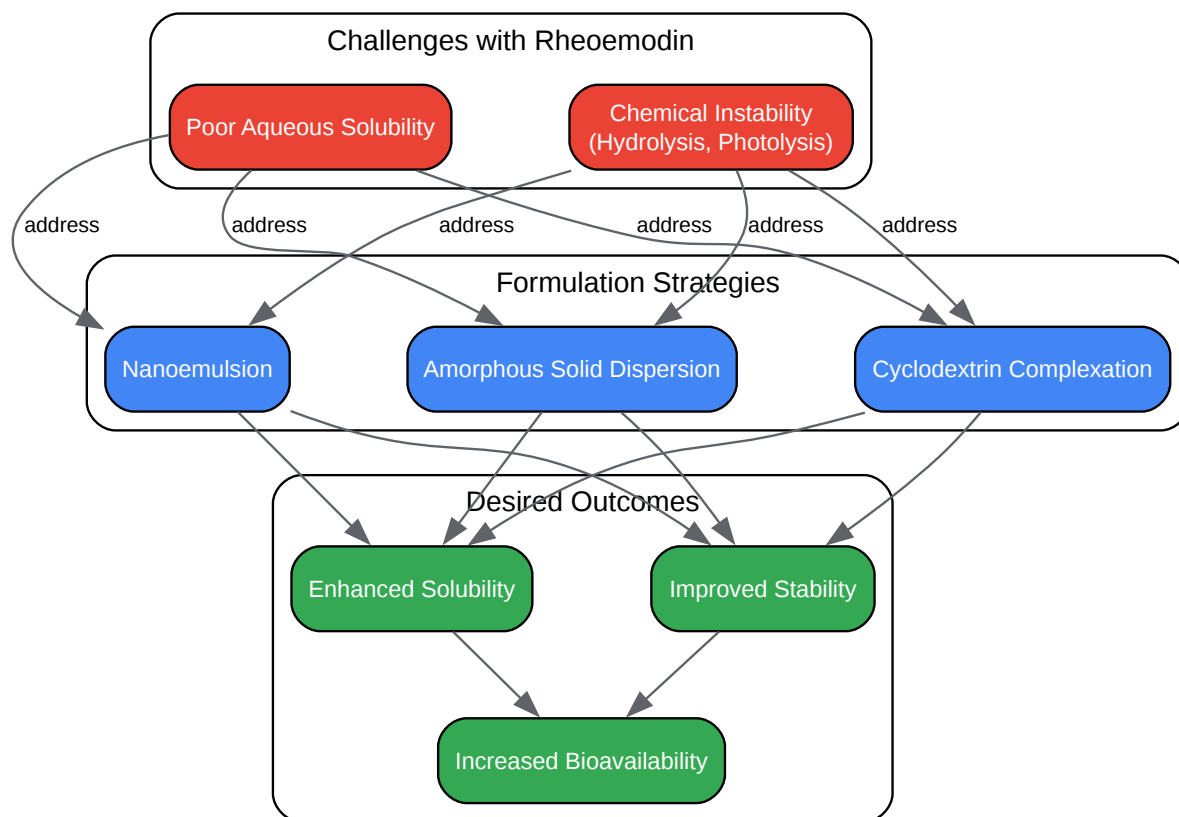 Challenges with Rheoemodin
Poor Aqueous Solubility
Chemical Instability
(Hydrolysis, Photolysis)
address
address
address
address
address
address
Formulation Strategies
Nanoemulsion
Amorphous Solid Dispersion
Cyclodextrin Complexation
Desired Outcomes
Enhanced Solubility
Improved Stability
Increased Bioavailability